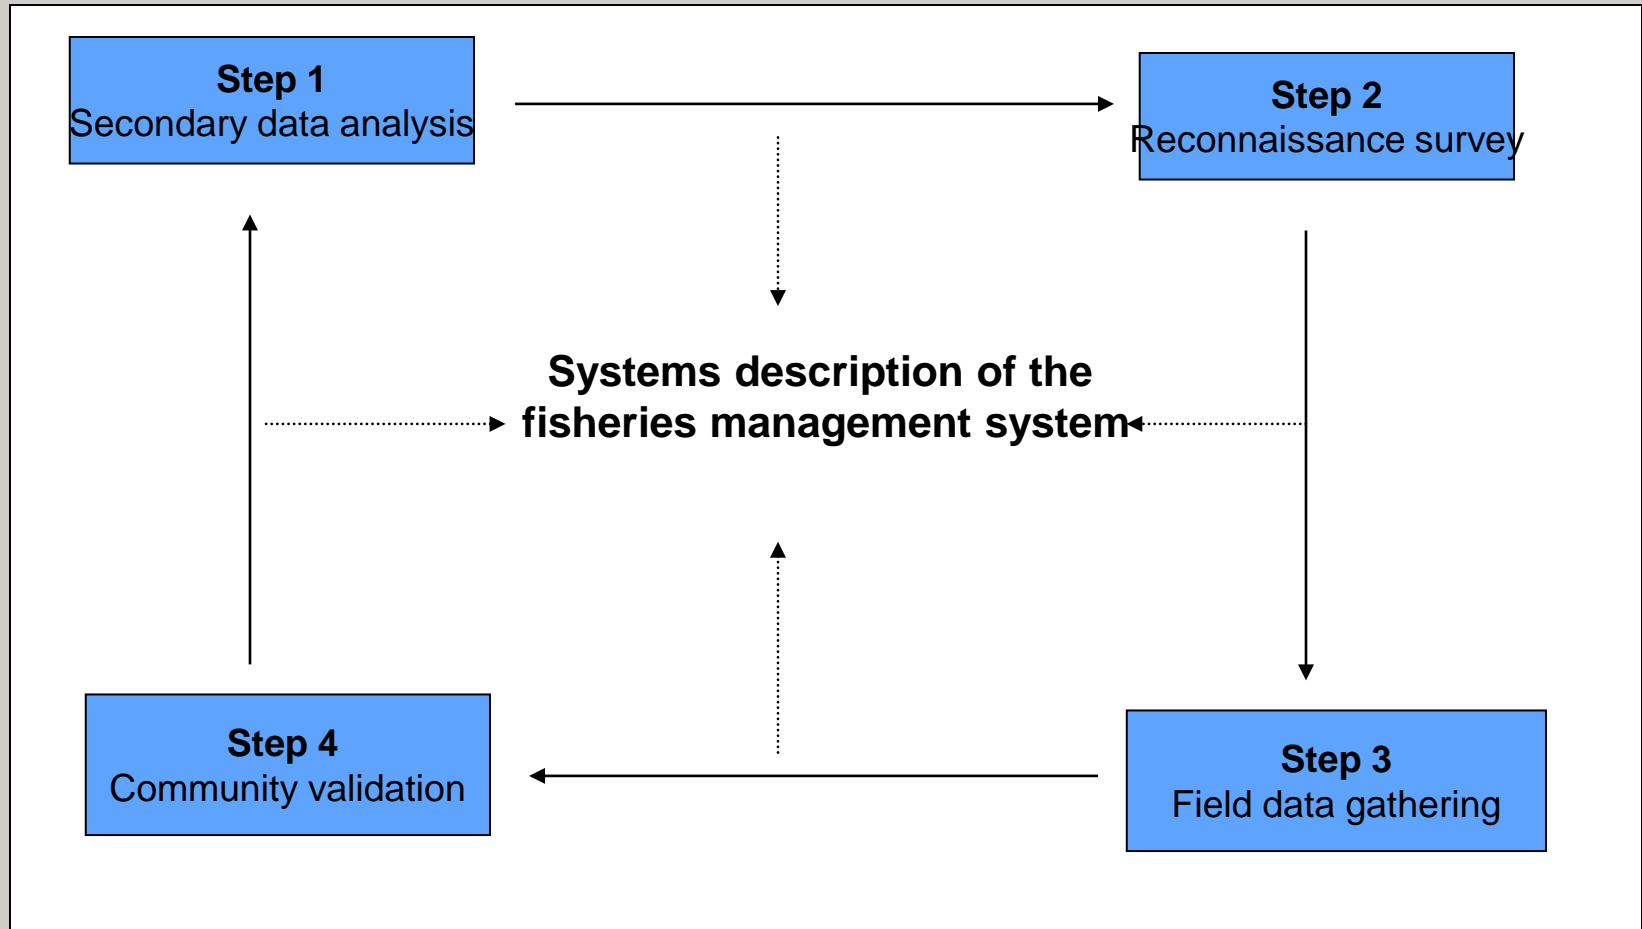 Step 1
Secondary data analysis
Step 2
Reconnaissance survey
Systems description of the
fisheries management system
Step 4
Community validation
Step 3
Field data gathering